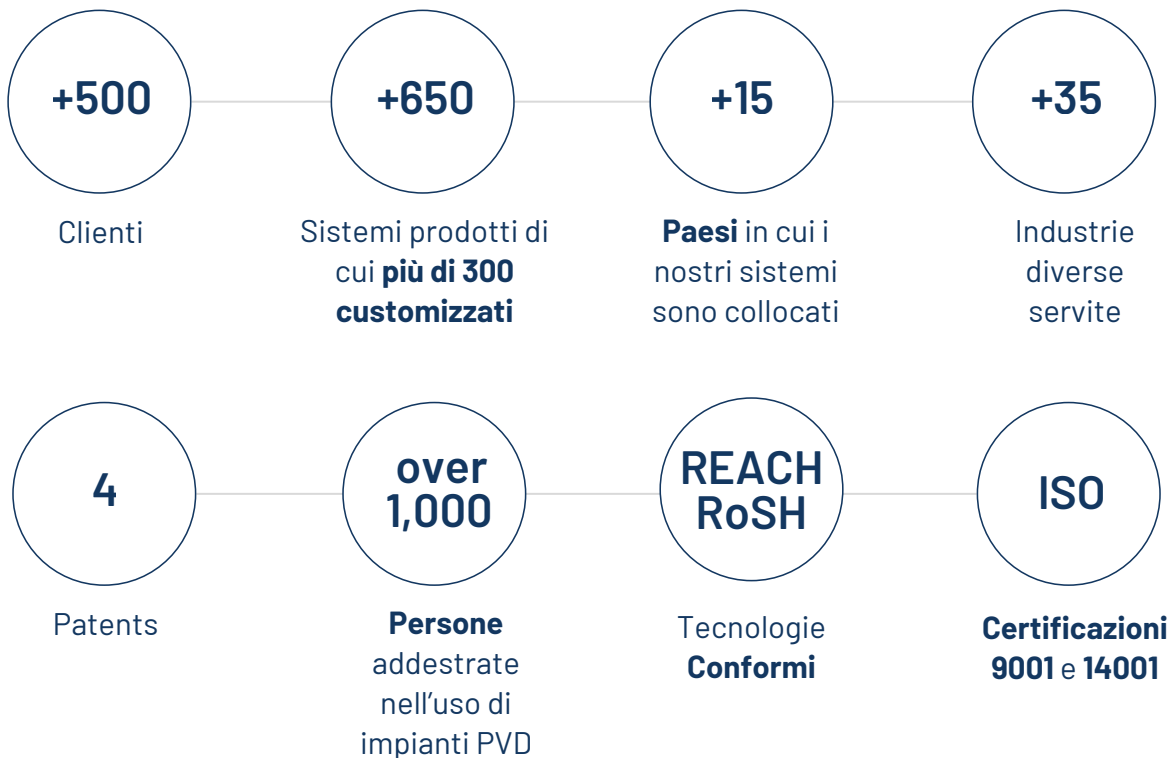 +500
+650
+15
+35
Clienti
Sistemi prodotti di
cui più di 300
customizzati
Paesi in cui i
nostri sistemi
sono collocati
Industrie
diverse
servite
4
over
1,000
REACH
RoSH
ISO
Patents
Persone
addestrate
nell'uso di
impianti PVD
Tecnologie
Conformi
Certificazioni
9001 e 14001